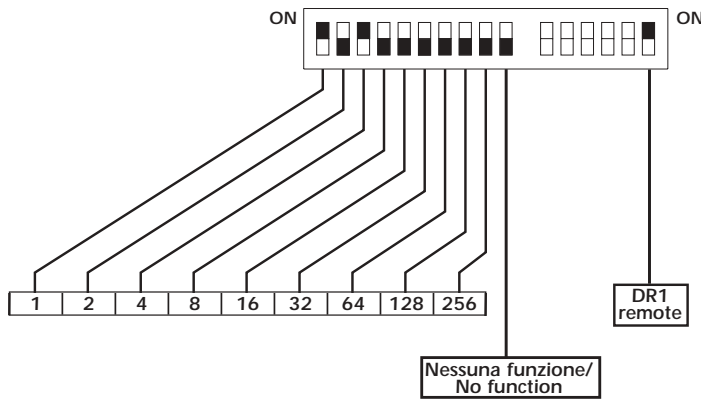 ON
ON
1 2 4 8 16 32 64 128 256
DR1
remote
Nessuna funzione/
No function